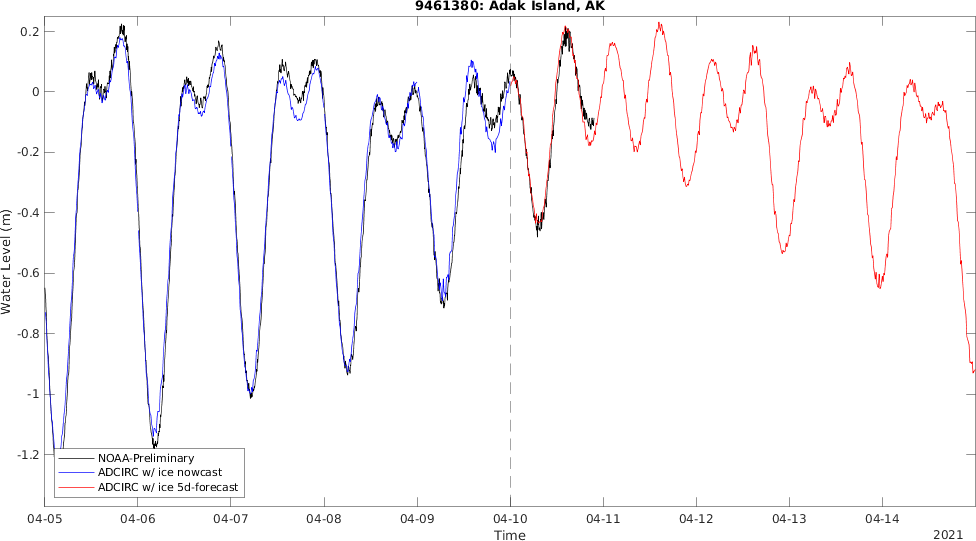 9461380: Adak Island, AK
0.2
0
-0.2
-0.4
-0.6
-0.8
-1
-1.2
Water Level (m)
NOAA-Preliminary
ADCIRC w/ ice nowcast
ADCIRC w/ ice 5d-forecast
04-05 04-06 04-07 04-08 04-09 04-10 04-11 04-12 04-13 04-14
Time
2021